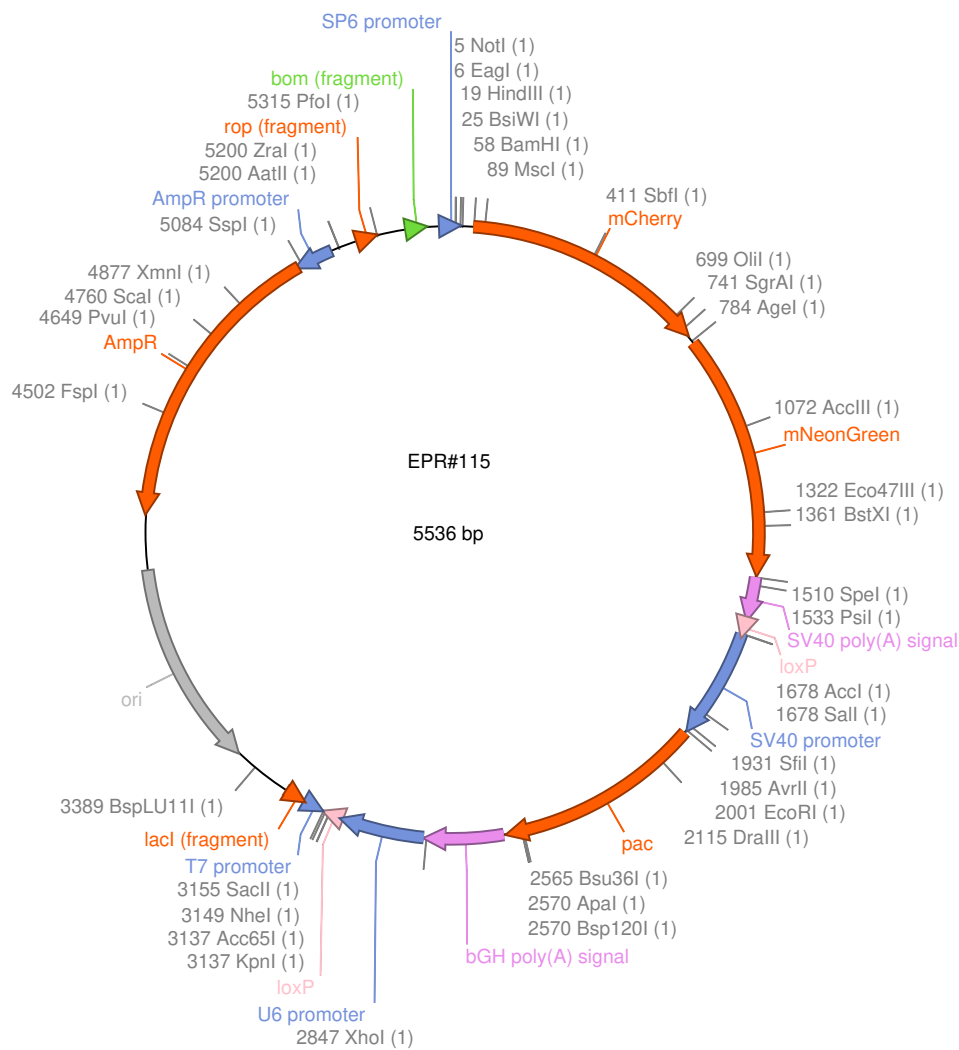 SP6 promoter
5 NotI (1)
6 EagI (1)
19 HindIII (1)
25 BsiWI (1)
58 BamHI (1)
89 MscI (1)
411 SbfI (1)
mCherry
699 OliI (1)
741 SgrAI (1)
784 AgeI (1)
1072 AccIII (1)
mNeonGreen
1322 Eco47III (1)
1361 BstXI (1)
1510 SpeI (1)
1533 PsiI (1)
SV40 poly(A) signal
loxP
1678 AccI (1)
1678 SalI (1)
SV40 promoter
1931 SfiI (1)
1985 AvrII (1)
2001 EcoRI (1)
2115 DraIII (1)
pac
2565 Bsu36I (1)
2570 ApaI (1)
2570 Bsp120I (1)
bGH poly(A) signal
2847 XhoI (1)
U6 promoter
loxP
3137 KpnI (1)
3137 Acc65I (1)
3149 NheI (1)
3155 SacII (1)
T7 promoter
lacI (fragment)
3389 BspLU11I (1)
ori
4502 FspI (1)
AmpR
4649 PvuI (1)
4760 ScaI (1)
4877 XmnI (1)
5084 SspI (1)
AmpR promoter
5200 AatII (1)
5200 ZraI (1)
rop (fragment)
5315 PfoI (1)
bom (fragment)
EPR#115
5536 bp